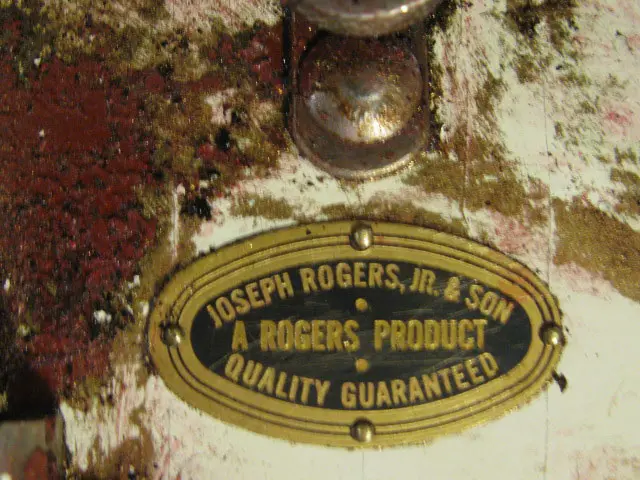 JOSEPH ROGERS, JR. & SON
A ROGERS PRODUCT
QUALITY GUARANTEED